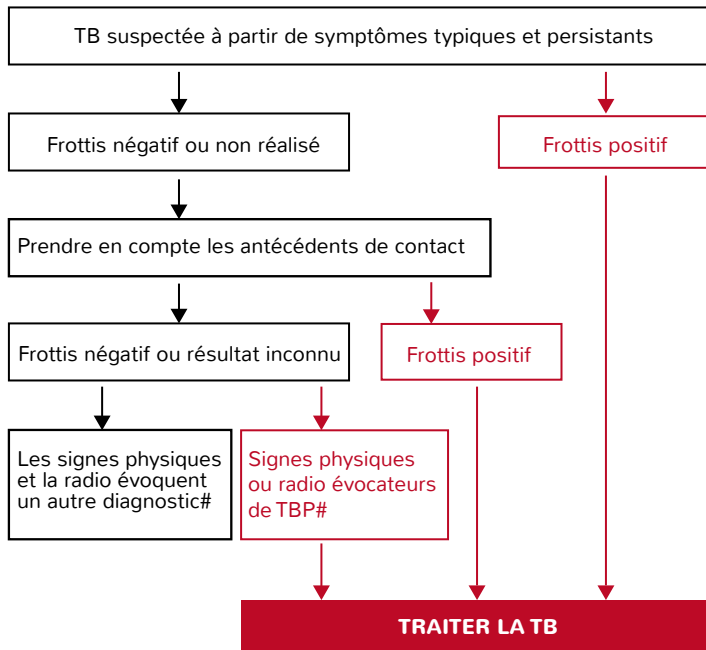 TB suspectée à partir de symptômes typiques et persistants
Frottis négatif ou non réalisé
Frottis positif
Prendre en compte les antécédents de contact
Frottis négatif ou résultat inconnu
Frottis positif
Les signes physiques
et la radio évoquent
un autre diagnostic#
Signes physiques
ou radio évocateurs
de TBP#
TRAITER LA TB